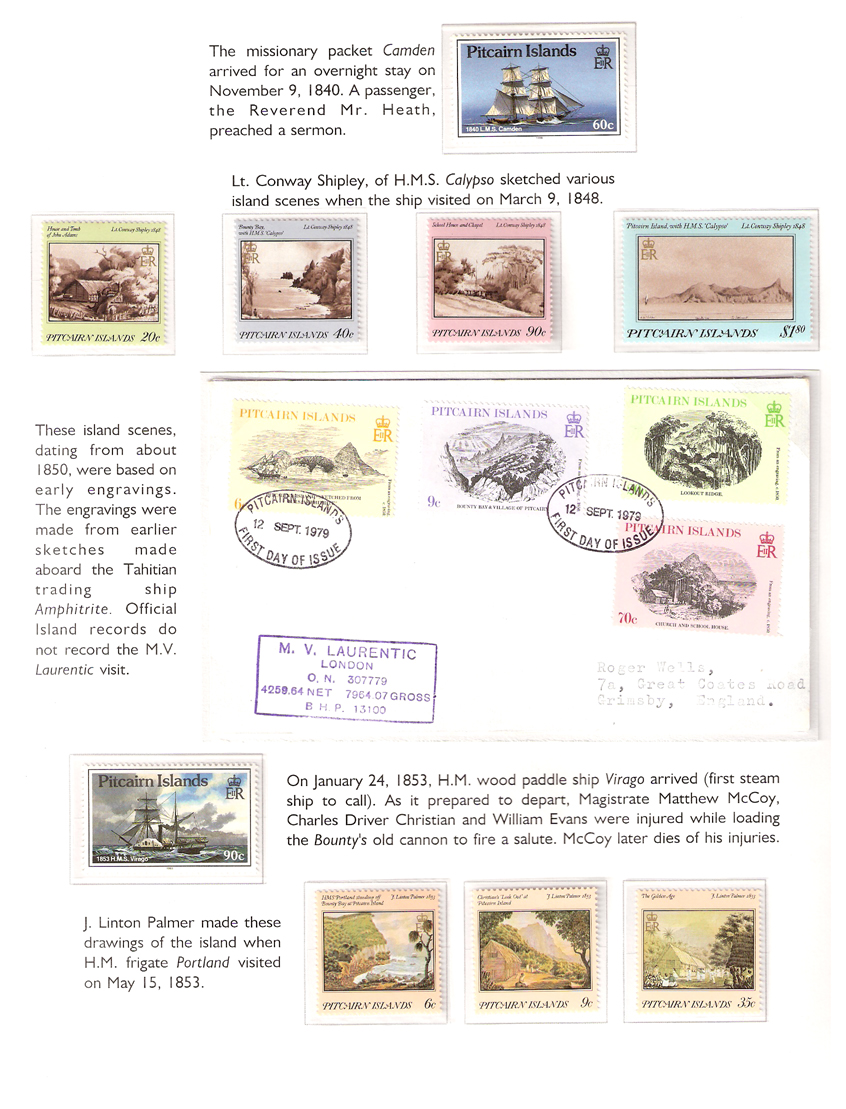 The missionary packet Camden
arrived for an overnight stay on
November 9, 1840. A passenger,
the Reverend Mr. Heath,
preached a sermon.
Pitcairn Islands
EIIR
1840 L.M.S. Camden
60c
Lt. Conway Shipley, of H.M.S. Calypso sketched various
island scenes when the ship visited on March 9, 1848.
House and Tomb
of John Adams
Lt. Conway Shipley 1848
EIIR
PITCAIRN ISLANDS 20c
Bounty Bay,
with H.M.S. 'Calypso'
Lt. Conway Shipley 1848
EIIR
PITCAIRN ISLANDS 40c
School House and Chapel
Lt. Conway Shipley 1848
EIIR
PITCAIRN ISLANDS 90c
Pitcairn Island, with H.M.S. 'Calypso'
Lt. Conway Shipley 1848
EIIR
PITCAIRN ISLANDS $1.80
These island scenes,
dating from about
1850, were based on
early engravings.
The engravings were
made from earlier
sketches made
aboard the Tahitian
trading ship
Amphitrite. Official
Island records do
not record the M.V.
Laurentic visit.
PITCAIRN ISLANDS
EIIR
6c
PITCAIRN ISLANDS
12 SEPT. 1979
FIRST DAY OF ISSUE
PITCAIRN ISLANDS
EIIR
9c
BOUNTY BAY & VILLAGE OF PITCAIRN
PITCAIRN ISLANDS
EIIR
LOOKOUT RIDGE.
PITCAIRN ISLANDS
12 SEPT. 1979
FIRST DAY OF ISSUE
PITCAIRN ISLANDS
EIIR
70c
CHURCH AND SCHOOL HOUSE.
M. V. LAURENTIC
LONDON
O. N. 307779
4259.64 NET 7964.07 GROSS
B H P. 13100
Roger Wells,
7a, Great Coates Road
Grimsby, England.
Pitcairn Islands
EIIR
1853 H.M.S. Virago
90c
On January 24, 1853, H.M. wood paddle ship Virago arrived (first steam
ship to call). As it prepared to depart, Magistrate Matthew McCoy,
Charles Driver Christian and William Evans were injured while loading
the Bounty's old cannon to fire a salute. McCoy later dies of his injuries.
J. Linton Palmer made these
drawings of the island when
H.M. frigate Portland visited
on May 15, 1853.
HMS 'Portland' standing off
Bounty Bay at Pitcairn Island
J. Linton Palmer 1853
PITCAIRN ISLANDS 6c
Christian's 'Look Out' at
Pitcairn Island
J. Linton Palmer 1853
PITCAIRN ISLANDS 9c
The Golden Age
J. Linton Palmer 1853
EIIR
PITCAIRN ISLANDS 35c